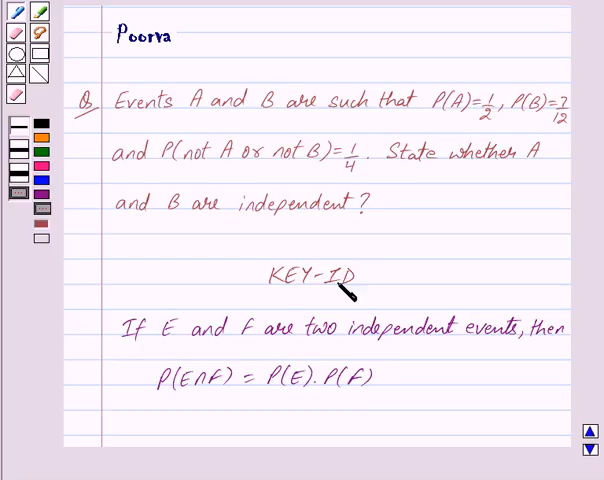 Poorva
Q. Events A and B are such that P(A)=1/2, P(B)=7/12
and P(not A or not B)=1/4. State whether A
and B are independent?
KEY-ID
If E and F are two independent events, then
P(E∩F) = P(E). P(F)